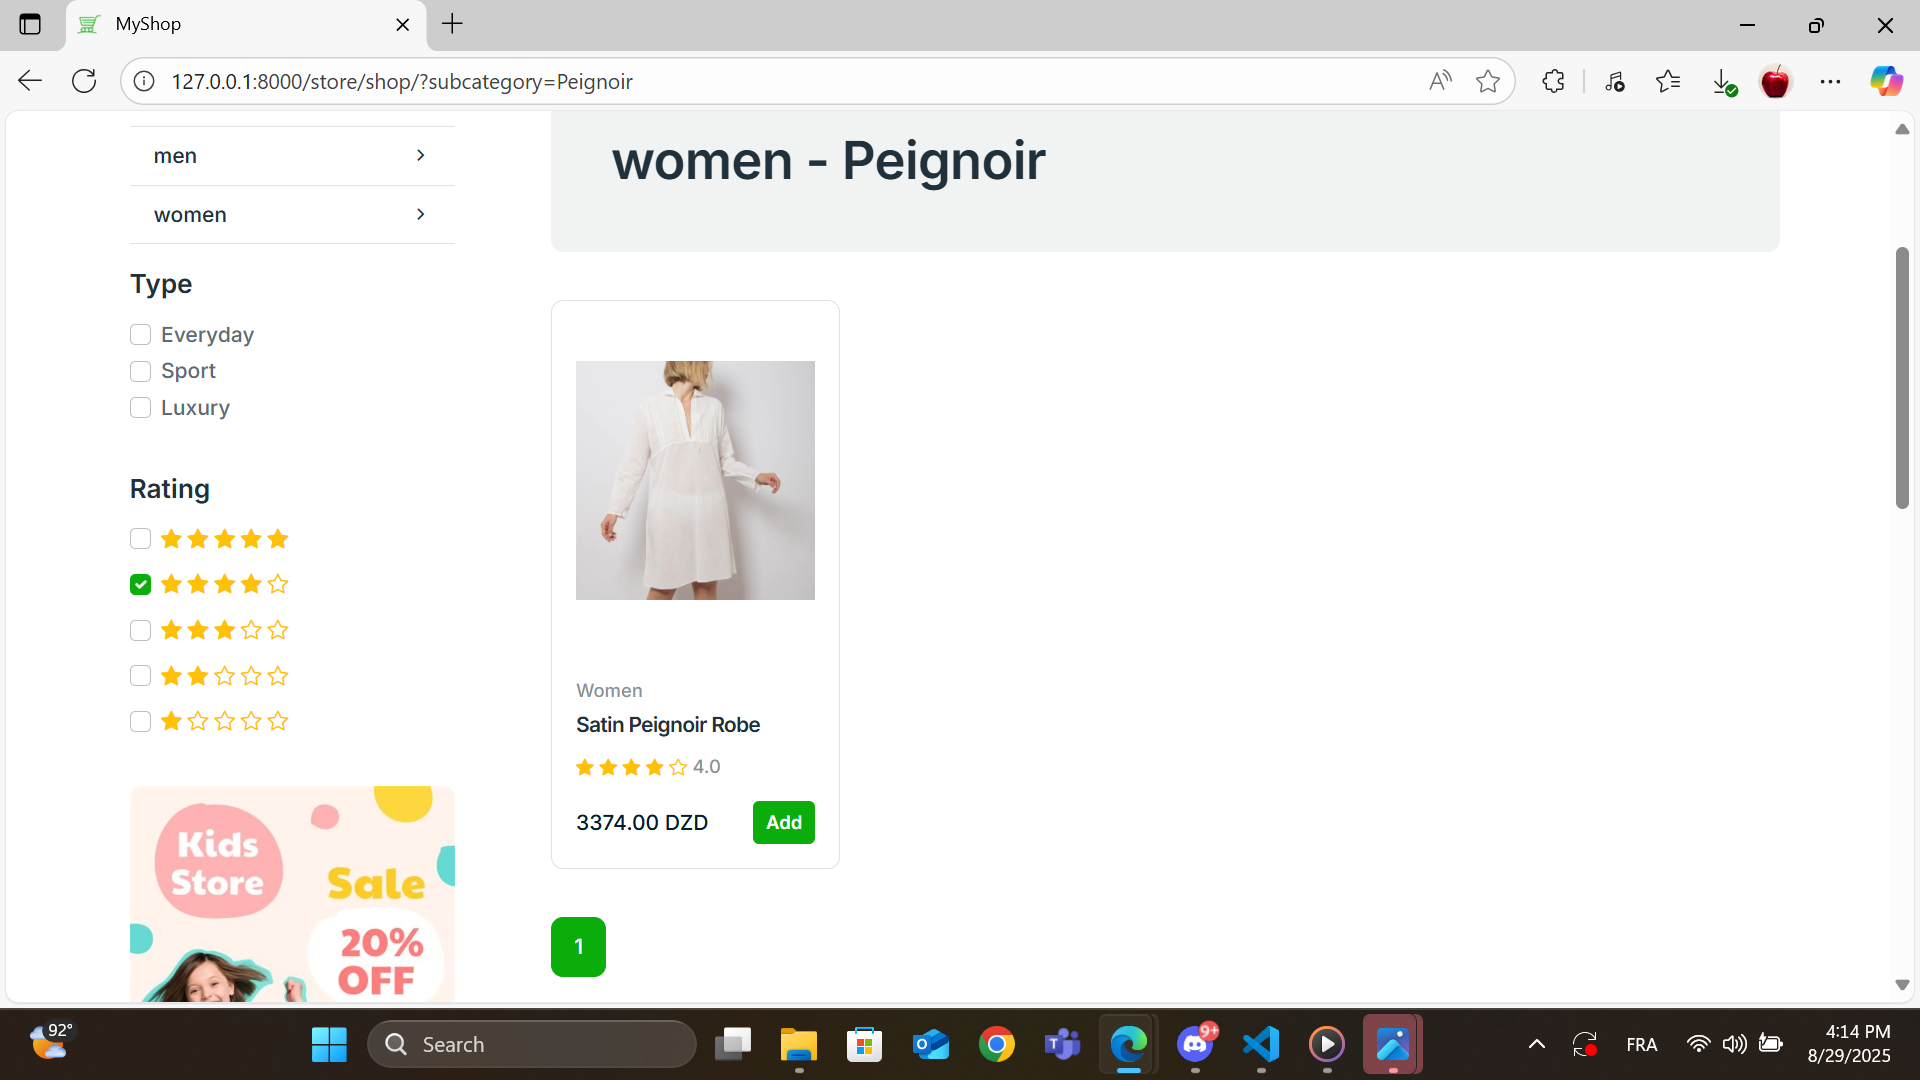 MyShop
127.0.0.1:8000/store/shop/?subcategory=Peignoir
men
women
Type
Everyday
Sport
Luxury
Rating
Kids
Store
Sale
20%
OFF
women - Peignoir
Women
Satin Peignoir Robe
4.0
3374.00 DZD
Add
1
92°
Search
9+
FRA
4:14 PM
8/29/2025